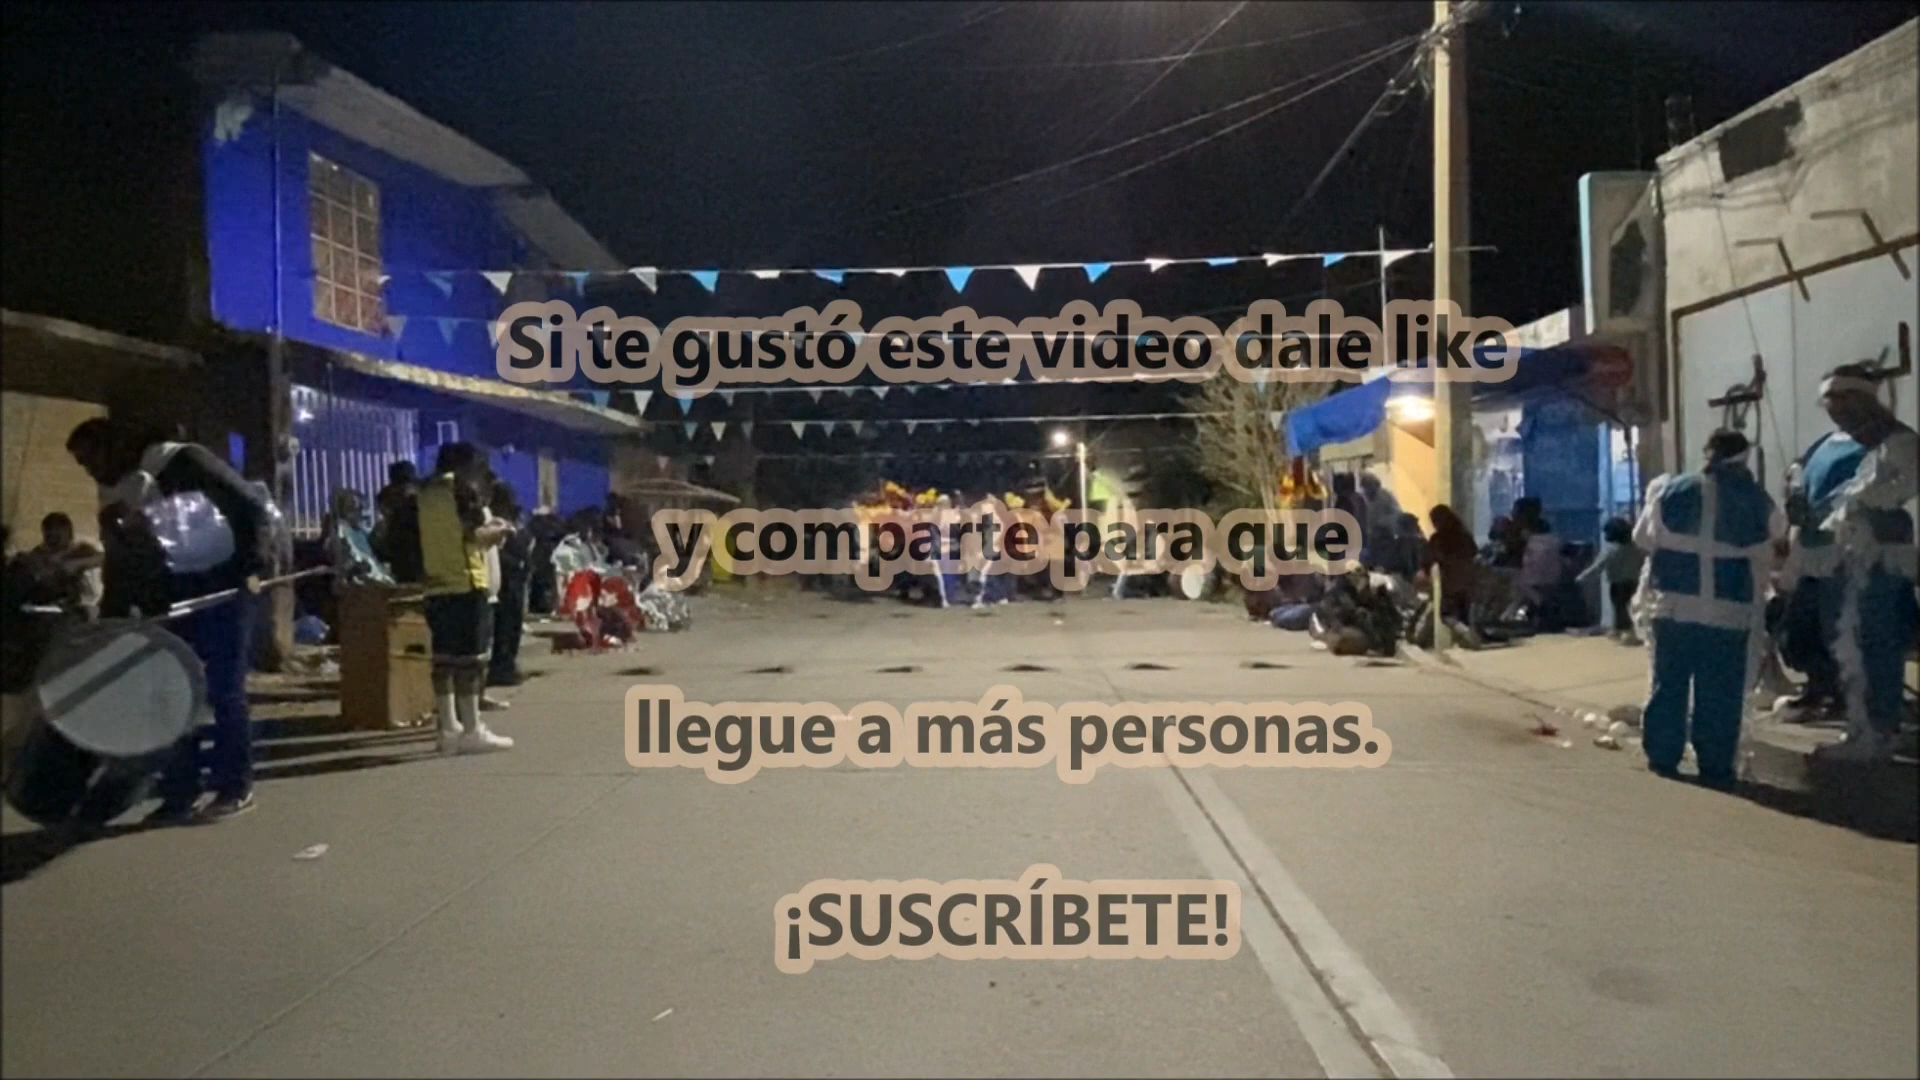 Si te gustó este video dale like
y comparte para que
llegue a más personas.
¡SUSCRÍBETE!